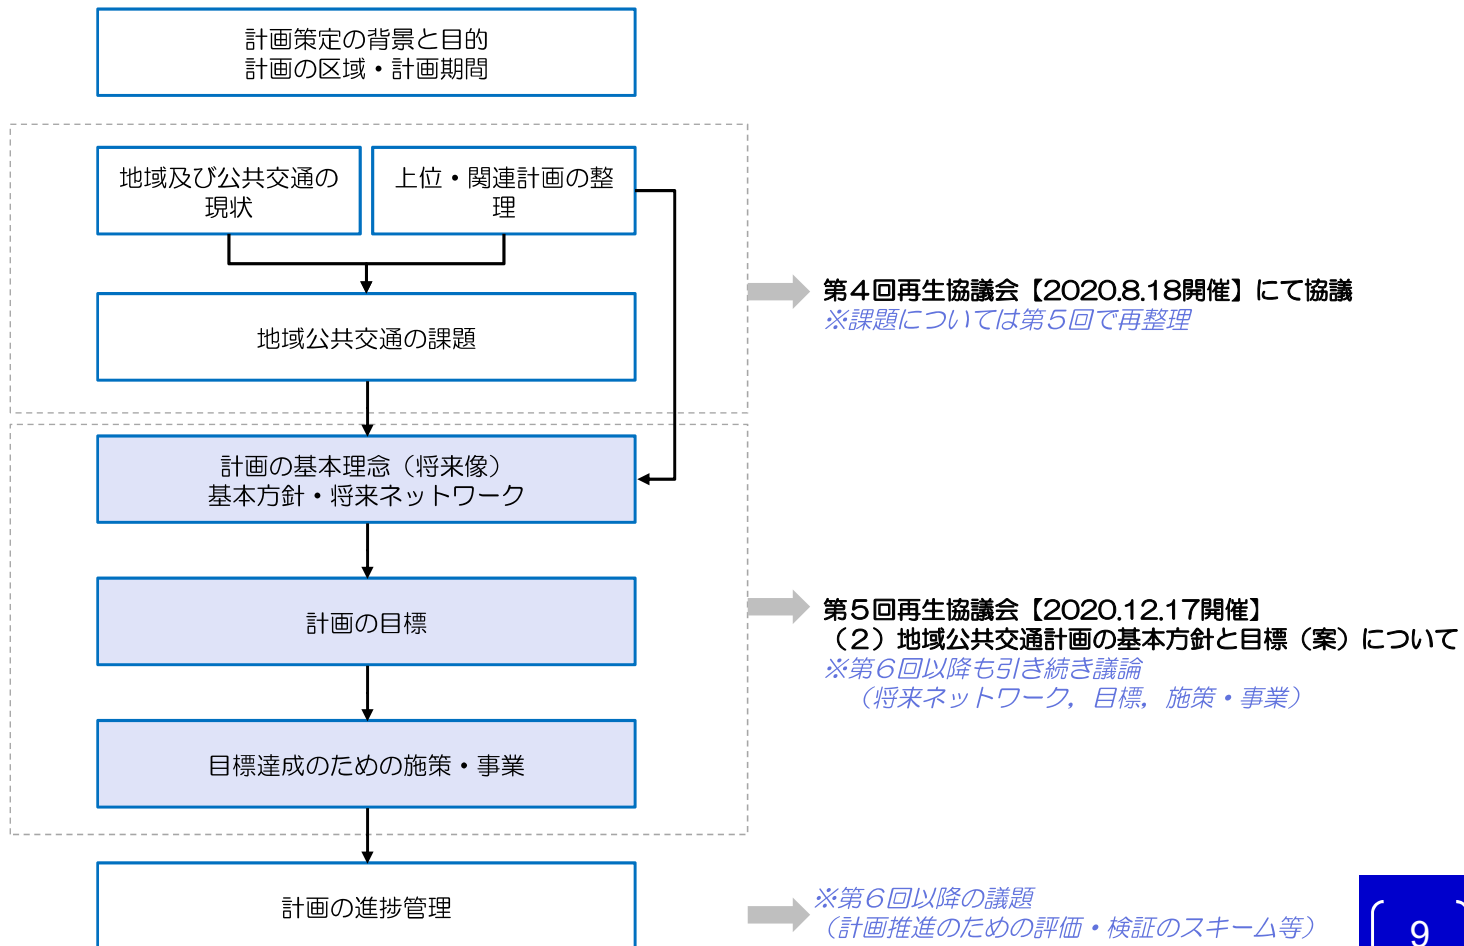 計画策定の背景と目的
計画の区域・計画期間
地域及び公共交通の
現状
上位・関連計画の整
理
地域公共交通の課題
第４回再生協議会【2020.8.18開催】にて協議
※課題については第５回で再整理
計画の基本理念（将来像）
基本方針・将来ネットワーク
計画の目標
目標達成のための施策・事業
第５回再生協議会【2020.12.17開催】
（２）地域公共交通計画の基本方針と目標（案）について
※第６回以降も引き続き議論
（将来ネットワーク，目標，施策・事業）
計画の進捗管理
※第６回以降の議題
（計画推進のための評価・検証のスキーム等）
9